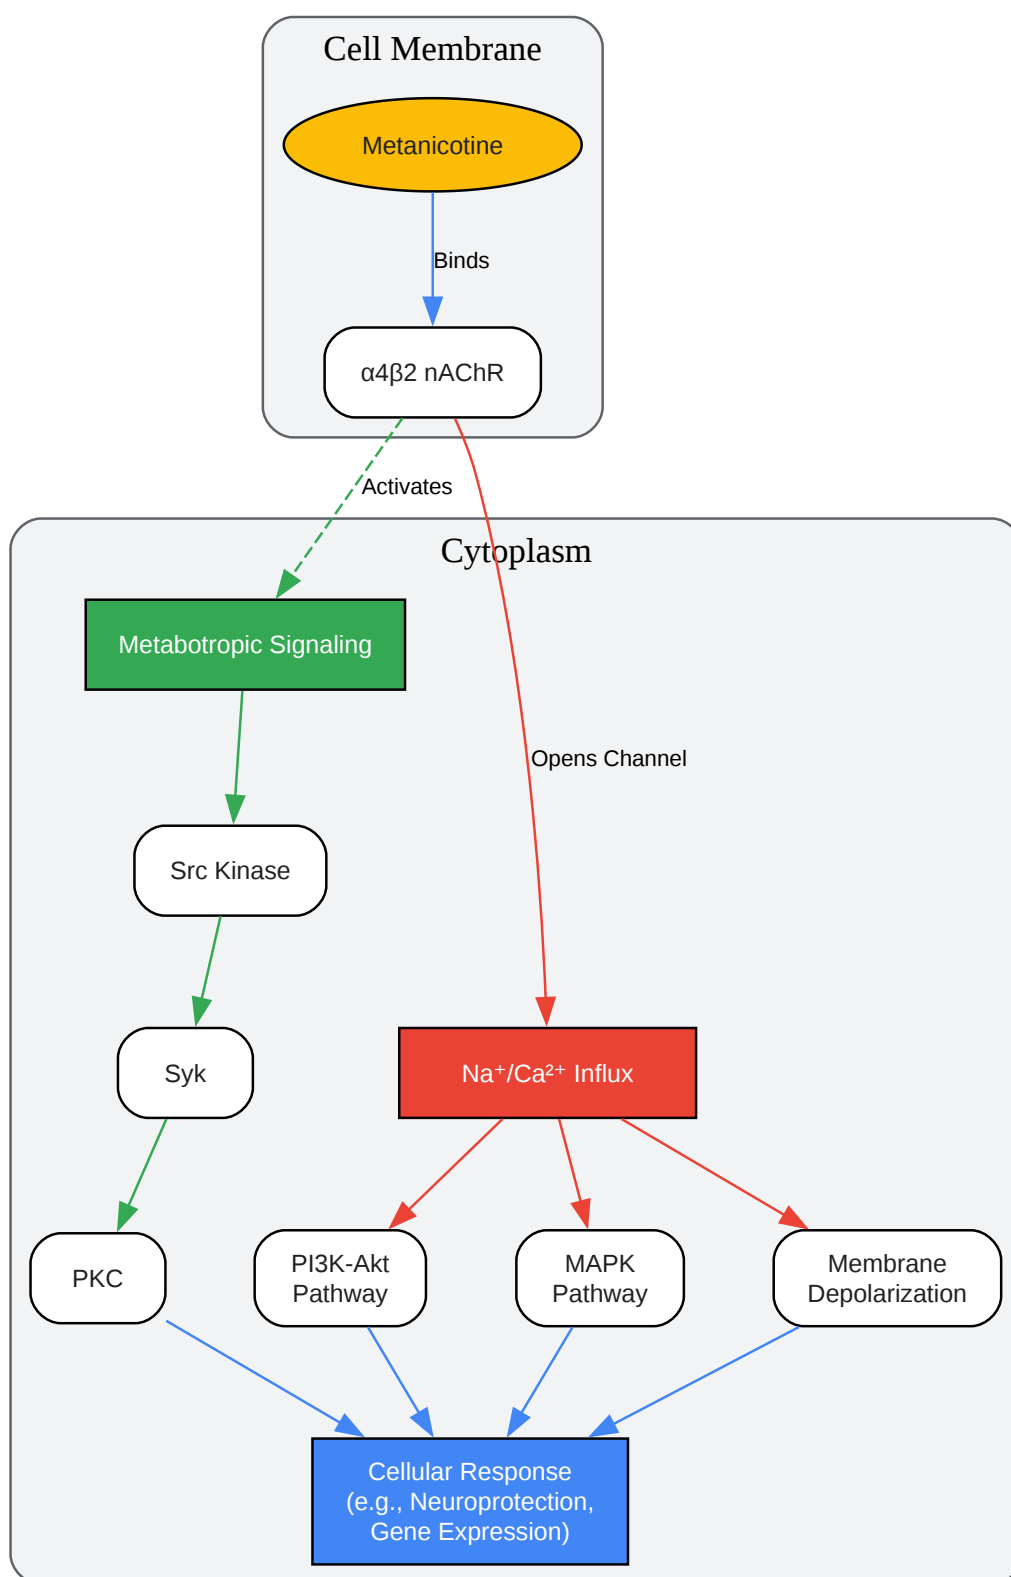 Cell Membrane
Metanicotine
Binds
α4β2 nAChR
Activates
Cytoplasm
Metabotropic Signaling
Opens Channel
Src Kinase
Syk
Na⁺/Ca²⁺ Influx
PKC
PI3K-Akt
Pathway
MAPK
Pathway
Membrane
Depolarization
Cellular Response
(e.g., Neuroprotection,
Gene Expression)